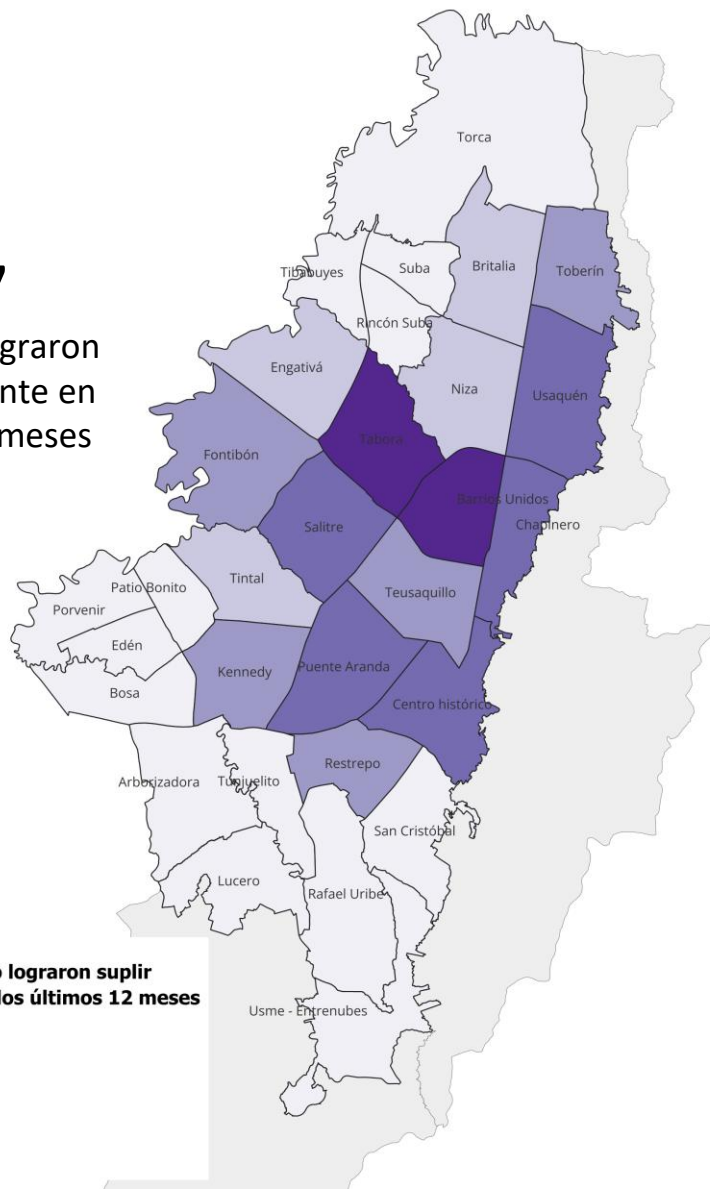 Torca
Suba
Britalia
Toberín
Tibabuyes
Rincón Suba
lograron
nte en
meses
Engativá
Niza
Usaquén
Tabora
Fontibón
Barrios Unidos
Chapinero
Salitre
Tintal
Teusaquillo
Patio Bonito
Porvenir
Edén
Kennedy
Puente Aranda
Bosa
Centro histórico
Restrepo
Arborizadora
Tunjuelito
San Cristóbal
Lucero
Rafael Uribe
o lograron suplir
los últimos 12 meses
Usme - Entrenubes